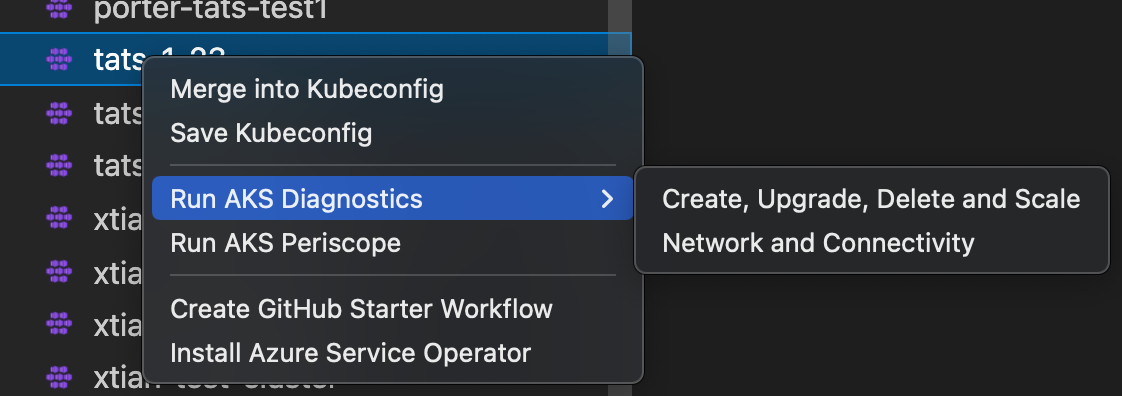 porter-tats-test1
tats-1-22
Merge into Kubeconfig
Save Kubeconfig
tats
tats
Run AKS Diagnostics
Create, Upgrade, Delete and Scale
xtia
Run AKS Periscope
Network and Connectivity
xtia
Create GitHub Starter Workflow
xtia
Install Azure Service Operator
xtian-test-cluster